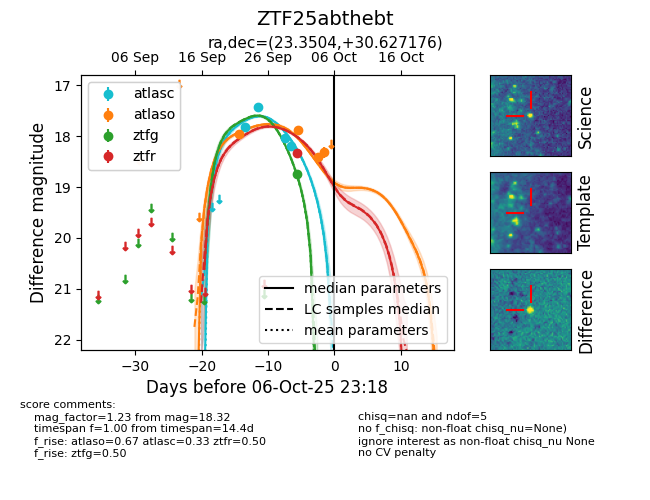 ZTF25abthebt
ra,dec=(23.3504,+30.627176)
06 Sep 16 Sep 26 Sep 06 Oct 16 Oct
17
18
19
20
21
22
Difference magnitude
atlasc
atlaso
ztfg
ztfr
median parameters
LC samples median
mean parameters
−30 −20 −10 0 10
Days before 06-Oct-25 23:18
Science
Template
Difference
score comments:
mag_factor=1.23 from mag=18.32
timespan f=1.00 from timespan=14.4d
f_rise: atlaso=0.67 atlasc=0.33 ztfr=0.50
f_rise: ztfg=0.50
chisq=nan and ndof=5
no f_chisq: non-float chisq_nu=None)
ignore interest as non-float chisq_nu None
no CV penalty